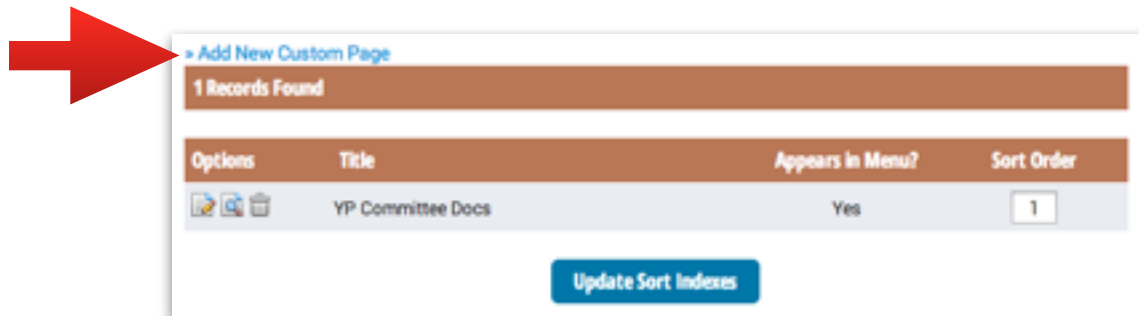 » Add New Custom Page
1 Records Found
Options Title Appears in Menu? Sort Order
YP Committee Docs Yes 1
Update Sort Indexes